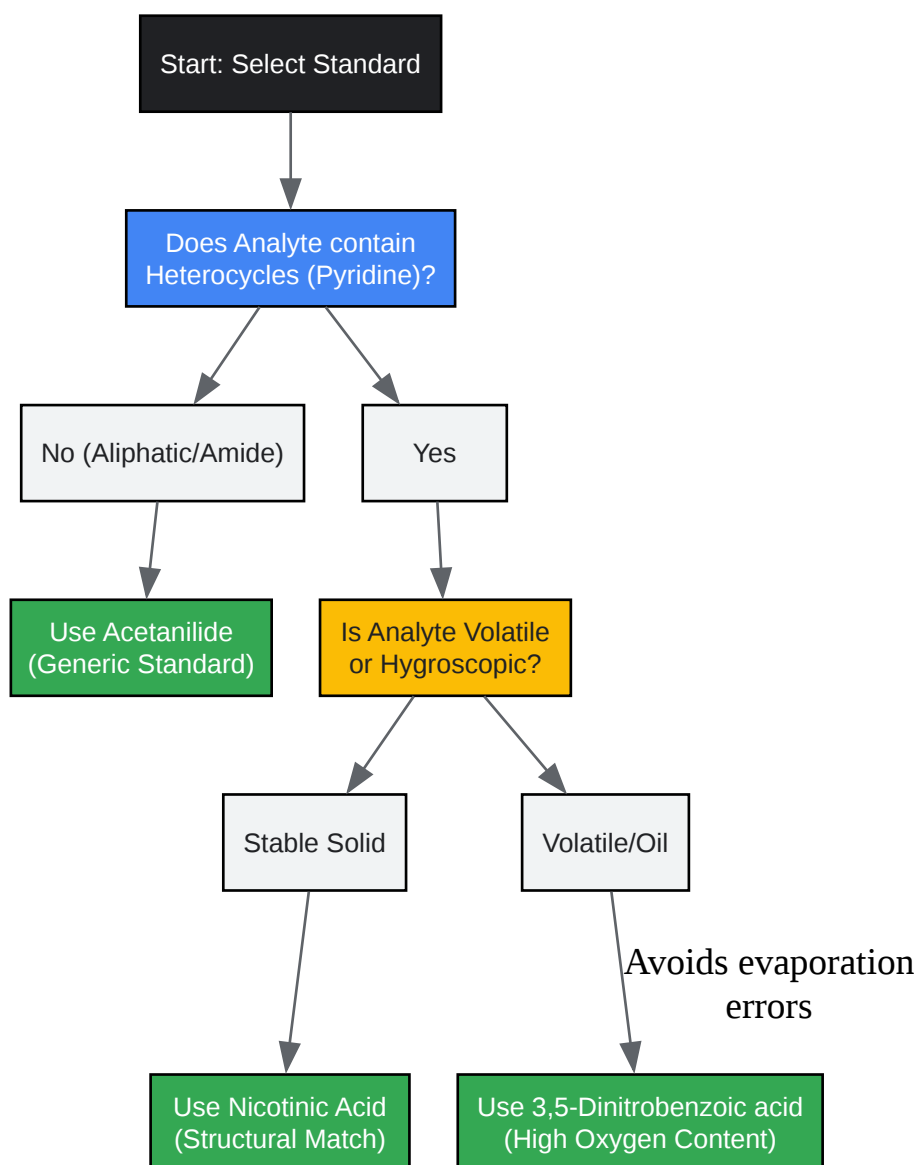 Start: Select Standard
Does Analyte contain
Heterocycles (Pyridine)?
No (Aliphatic/Amide)
Yes
Use Acetanilide
(Generic Standard)
Is Analyte Volatile
or Hygroscopic?
Stable Solid
Volatile/Oil
Avoids evaporation
errors
Use Nicotinic Acid
(Structural Match)
Use 3,5-Dinitrobenzoic acid
(High Oxygen Content)